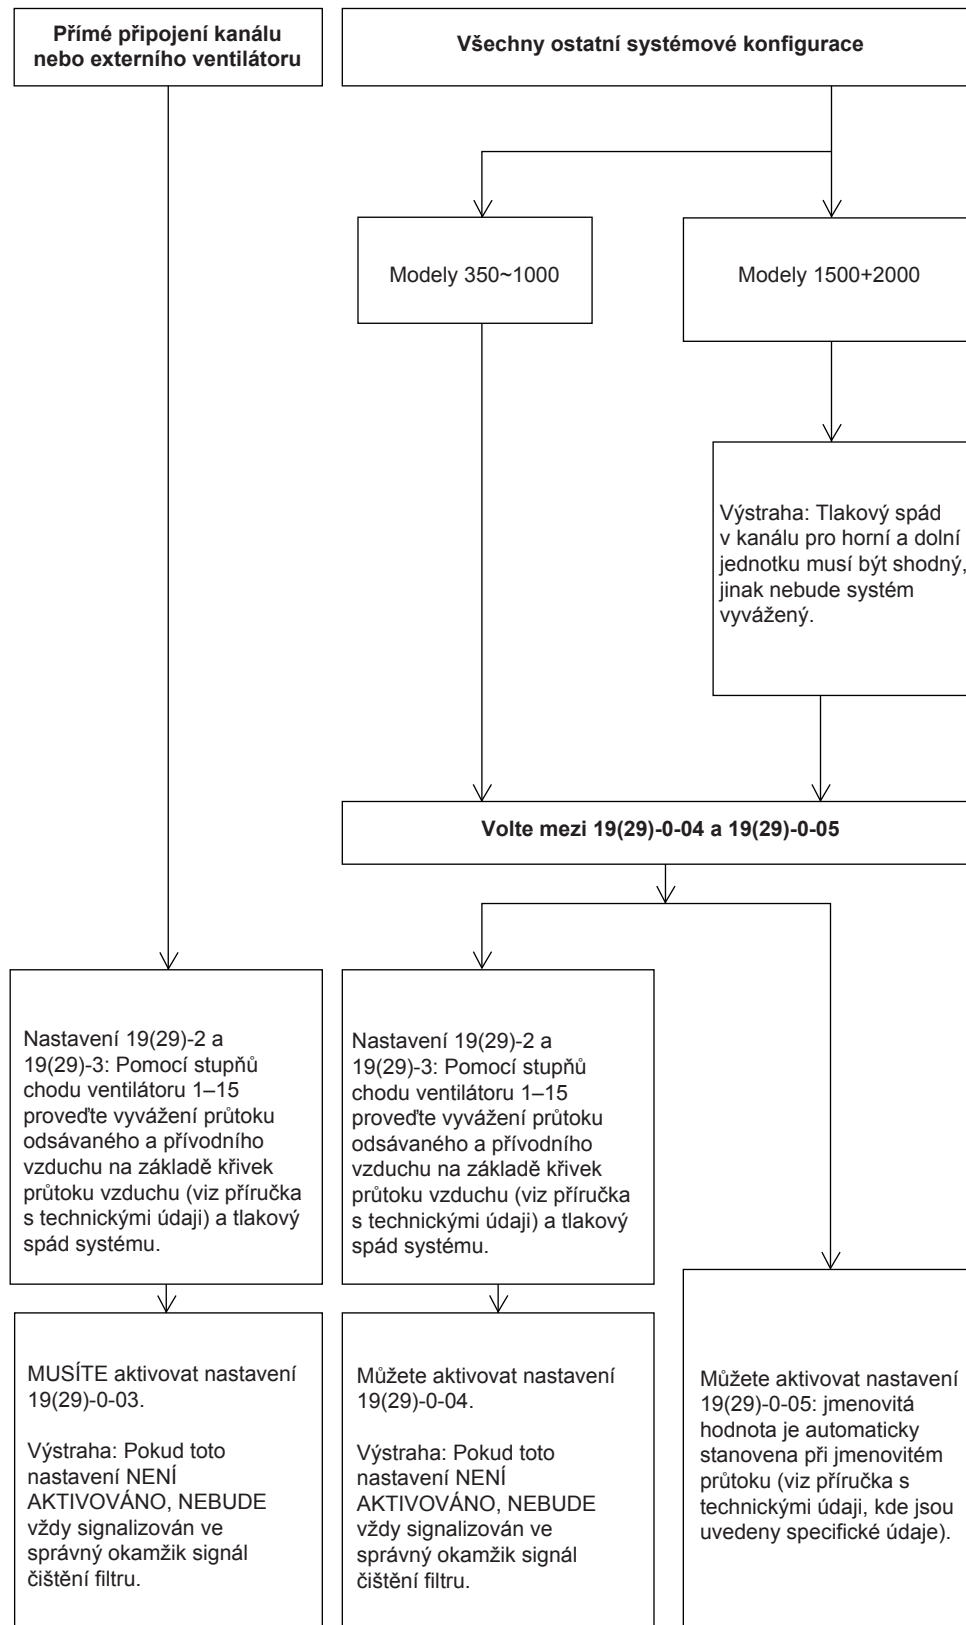 Přímé připojení kanálu
nebo externího ventilátoru
Všechny ostatní systémové konfigurace
Modely 350~1000
Modely 1500+2000
Výstraha: Tlakový spád
v kanálu pro horní a dolní
jednotku musí být shodný,
jinak nebude systém
vyvážený.
Volte mezi 19(29)-0-04 a 19(29)-0-05
Nastavení 19(29)-2 a
19(29)-3: Pomocí stupňů
chodu ventilátoru 1–15
proveďte vyvážení průtoku
odsávaného a přívodního
vzduchu na základě křivek
průtoku vzduchu (viz příručka
s technickými údaji) a tlakový
spád systému.
Nastavení 19(29)-2 a
19(29)-3: Pomocí stupňů
chodu ventilátoru 1–15
proveďte vyvážení průtoku
odsávaného a přívodního
vzduchu na základě křivek
průtoku vzduchu (viz příručka
s technickými údaji) a tlakový
spád systému.
MUSÍTE aktivovat nastavení
19(29)-0-03.
Výstraha: Pokud toto
nastavení NENÍ
AKTIVOVÁNO, NEBUDE
vždy signalizován ve
správný okamžik signál
čištění filtru.
Můžete aktivovat nastavení
19(29)-0-04.
Výstraha: Pokud toto
nastavení NENÍ
AKTIVOVÁNO, NEBUDE
vždy signalizován ve
správný okamžik signál
čištění filtru.
Můžete aktivovat nastavení
19(29)-0-05: jmenovitá
hodnota je automaticky
stanovena při jmenovitém
průtoku (viz příručka s
technickými údaji, kde jsou
uvedeny specifické údaje).